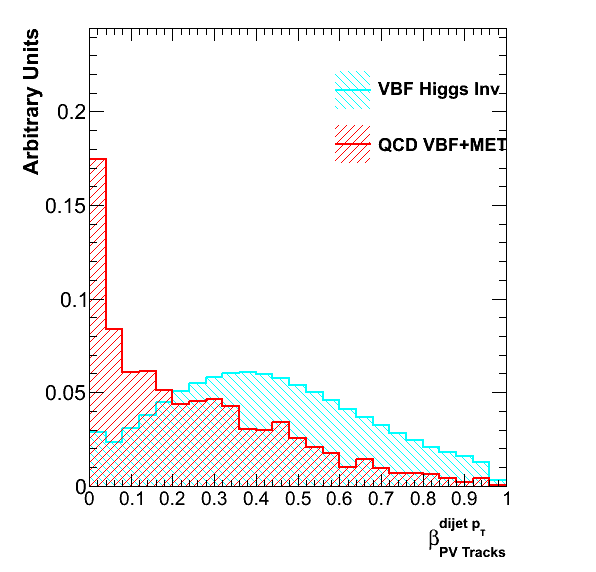 Arbitrary Units
0.2
0.15
0.1
0.05
0
VBF Higgs Inv
QCD VBF+MET
0 0.1 0.2 0.3 0.4 0.5 0.6 0.7 0.8 0.9 1
β dijet p T
PV Tracks